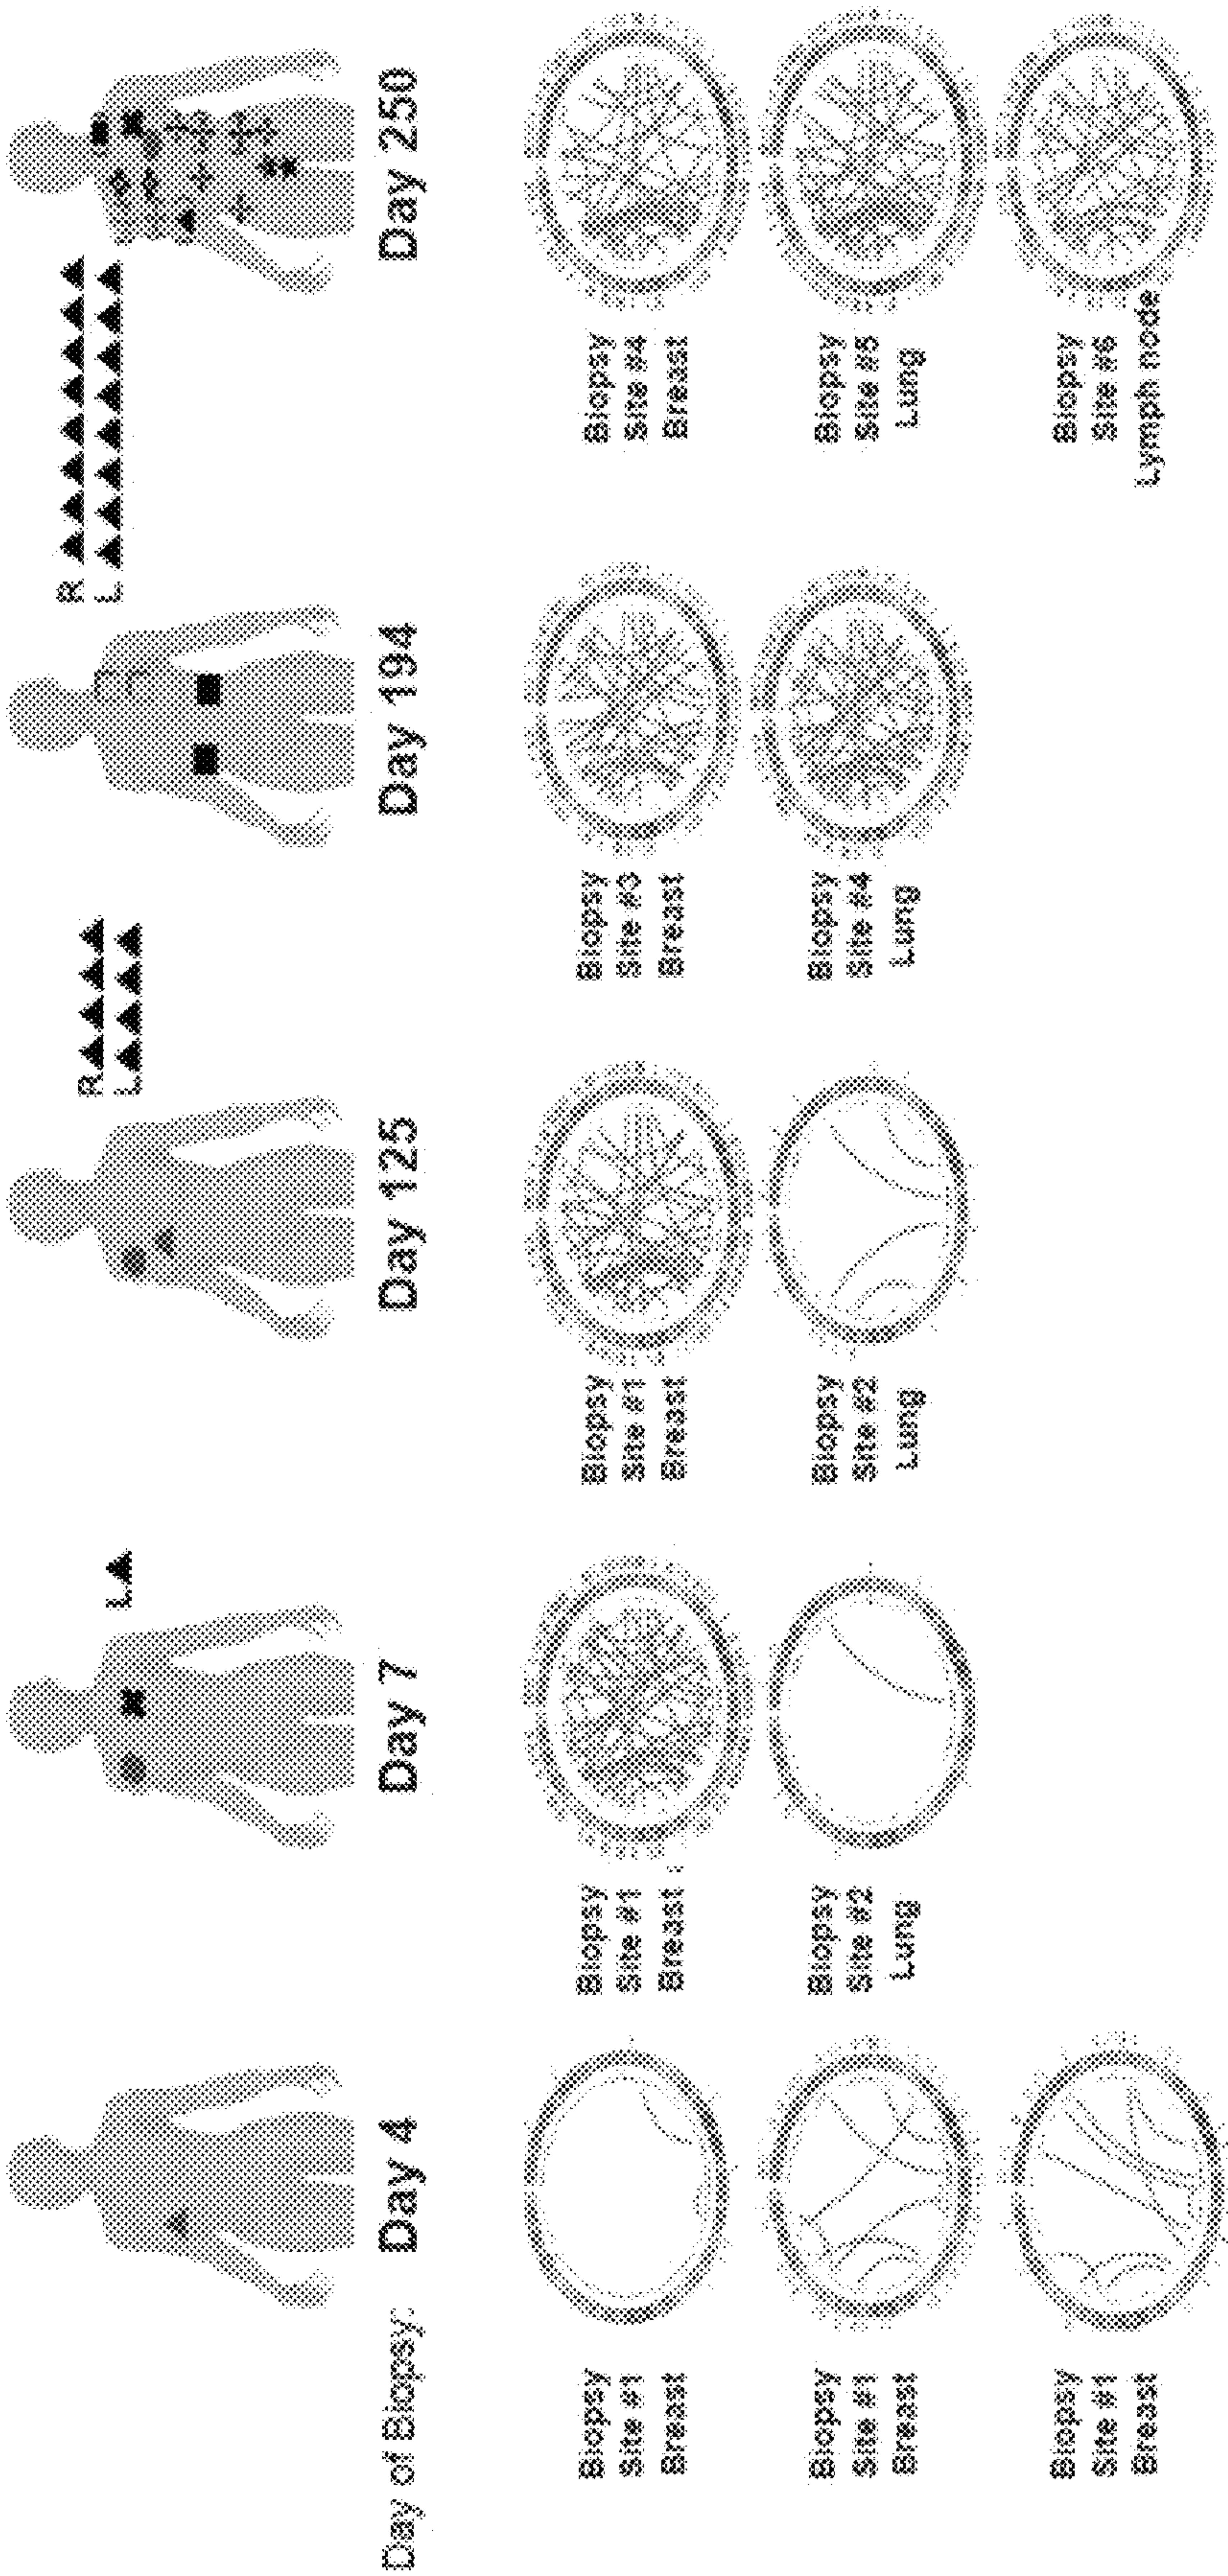 R
L
R
L
L
Day of Biopsy:
Day 4
Day 7
Day 125
Day 194
Day 250
Biopsy
Site #1
Breast
Biopsy
Site #1
Breast
Biopsy
Site #1
Breast
Biopsy
Site #1
Breast
Biopsy
Site #2
Lung
Biopsy
Site #1
Breast
Biopsy
Site #2
Lung
Biopsy
Site #3
Breast
Biopsy
Site #4
Lung
Biopsy
Site #4
Breast
Biopsy
Site #5
Lung
Biopsy
Site #6
Lymph node